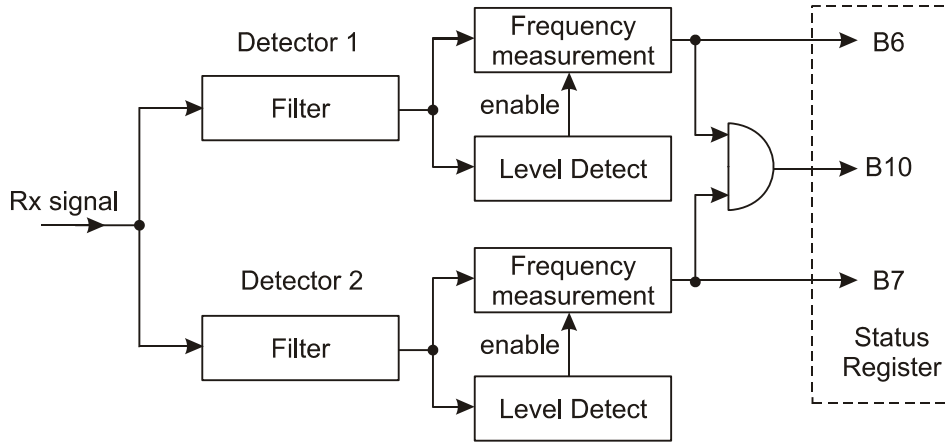 Detector 1
Filter
Frequency
measurement
enable
Level Detect
B6
B10
Rx signal
Detector 2
Filter
Frequency
measurement
enable
Level Detect
B7
Status
Register